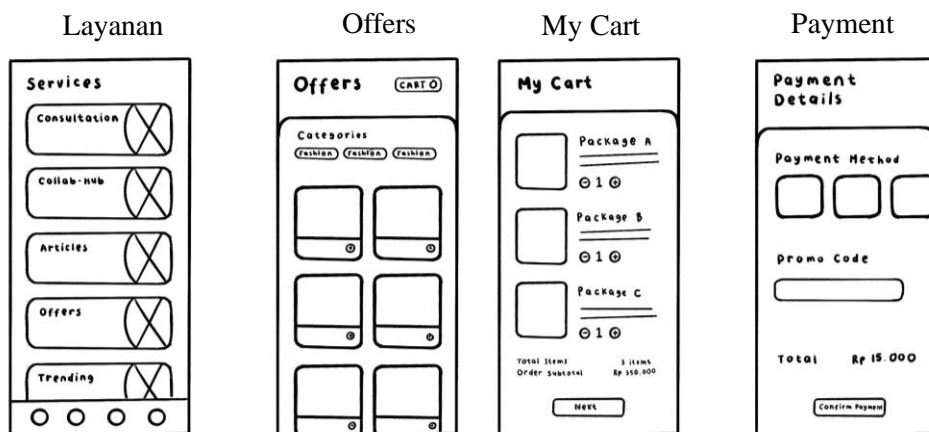 Layanan
Offers
My Cart
Payment
Services
Consultation
Collab-Hub
Articles
Offers
Trending
Offers
CART
Categories
Fashion Fashion Fashion
My Cart
Package A
1
Package B
1
Package C
1
Total Items 3 items
Order Subtotal Rp 350.000
Next
Payment
Details
Payment Method
Promo Code
Total Rp 15.000
Confirm Payment